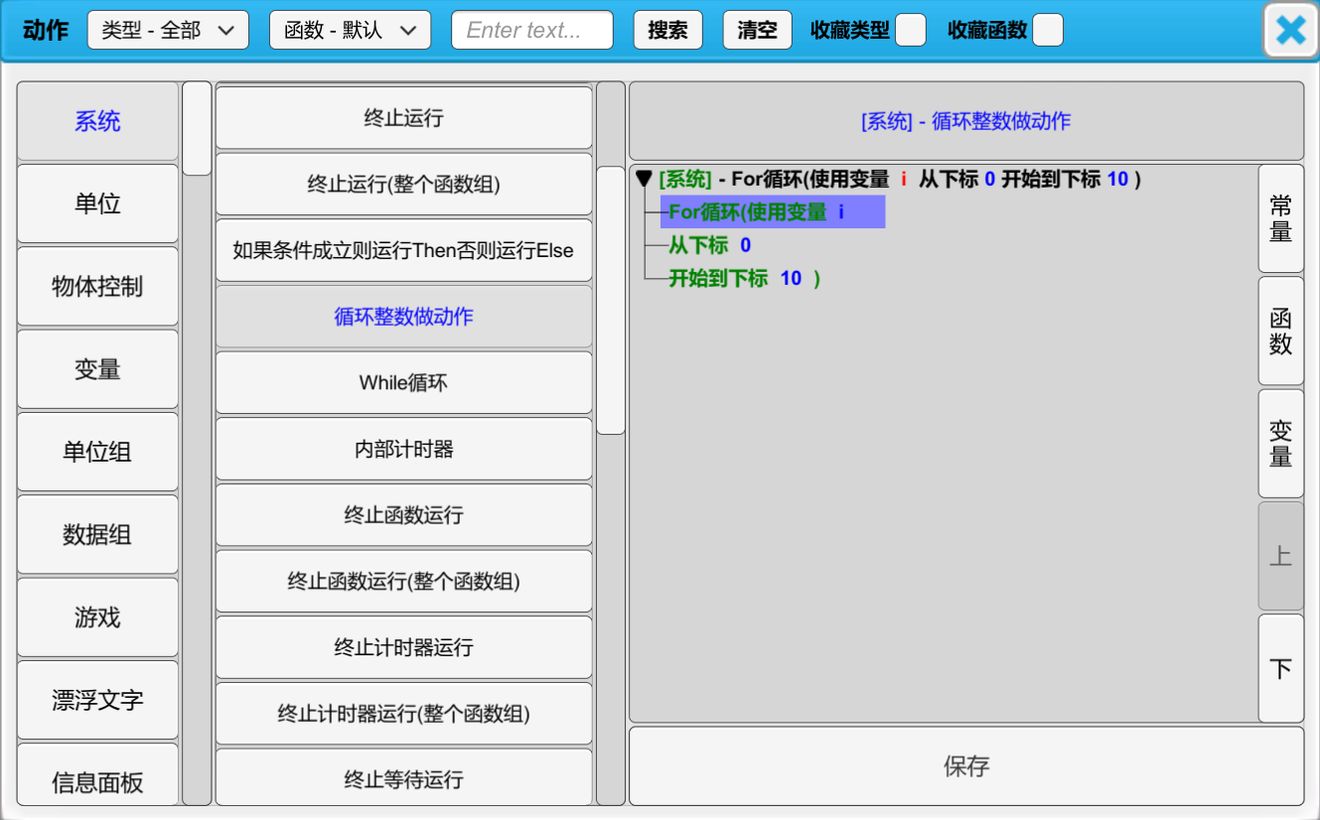 动作 类型 - 全部 函数 - 默认 Enter text... 搜索 清空 收藏类型 收藏函数
系统
单位
物体控制
变量
单位组
数据组
游戏
漂浮文字
信息面板
终止运行
终止运行(整个函数组)
如果条件成立则运行Then否则运行Else
循环整数做动作
While循环
内部计时器
终止函数运行
终止函数运行(整个函数组)
终止计时器运行
终止计时器运行(整个函数组)
终止等待运行
[系统] - 循环整数做动作
[系统] - For循环(使用变量 i 从下标 0 开始到下标 10 )
For循环(使用变量 i
从下标 0
开始到下标 10 )
常量
函数
变量
上
下
保存